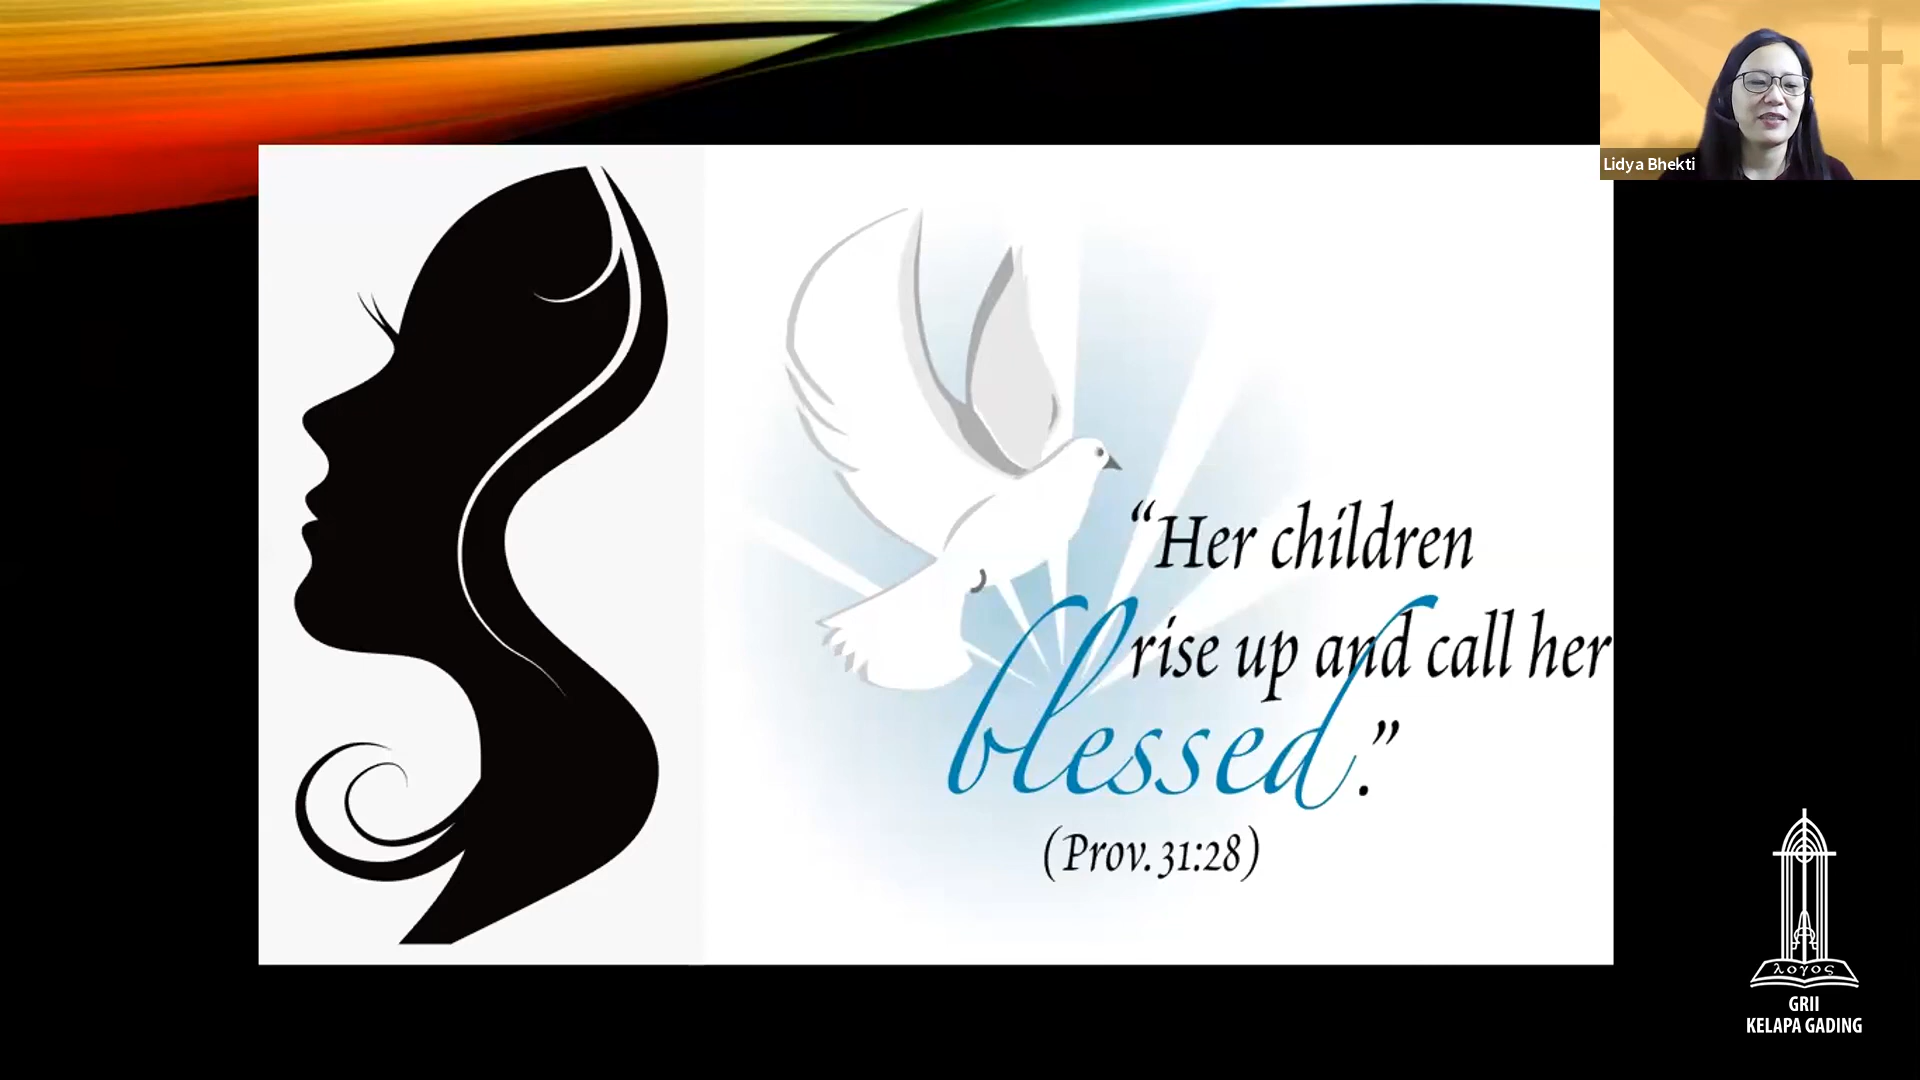 Lidya Bhekti
“Her children
rise up and call her
blessed.”
(Prov. 31:28)
λογος
GRII
KELAPA GADING